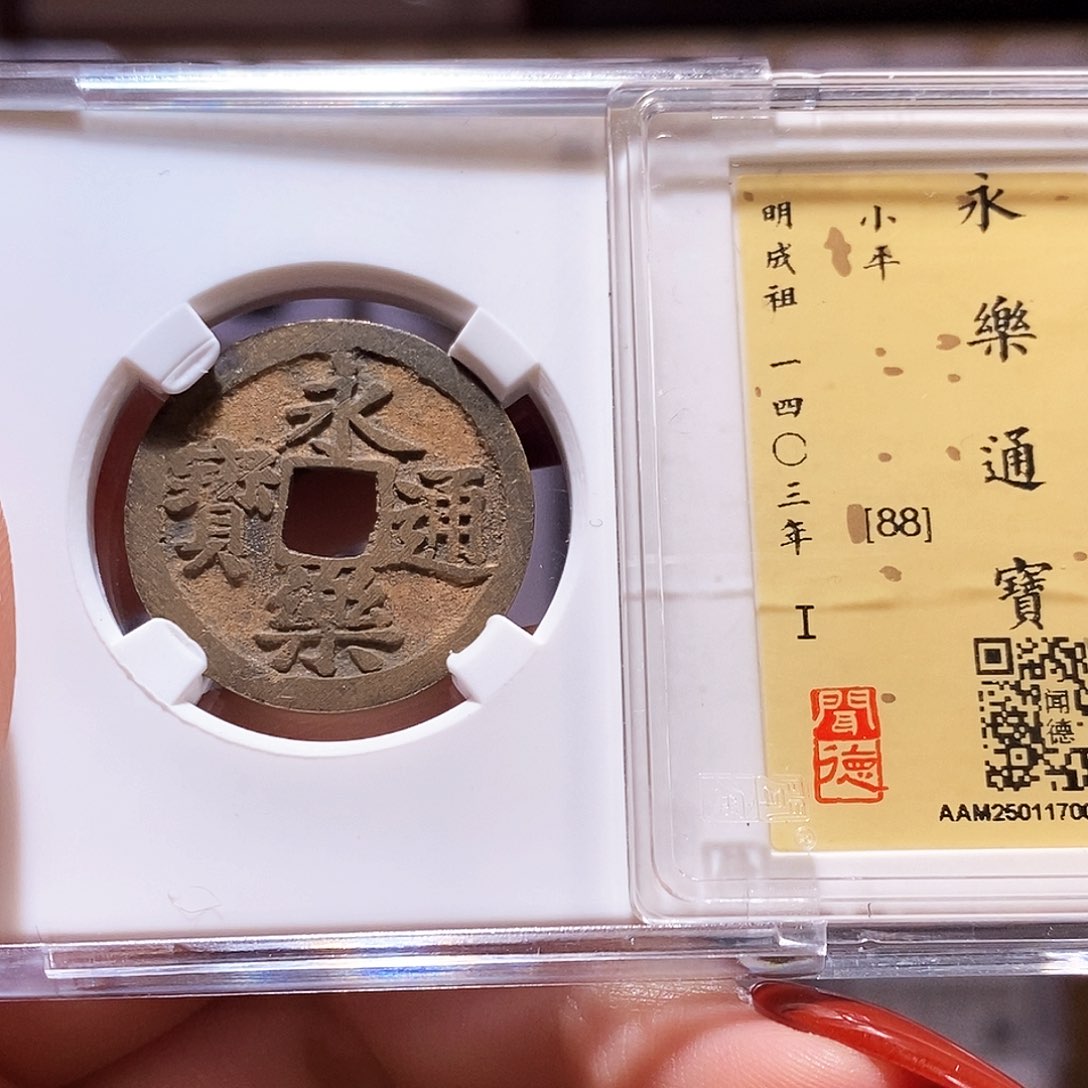 永樂通寶
永樂通寶
小平
[88]
明成祖 一四〇三年 I
聞德
闻德
AAM25011700